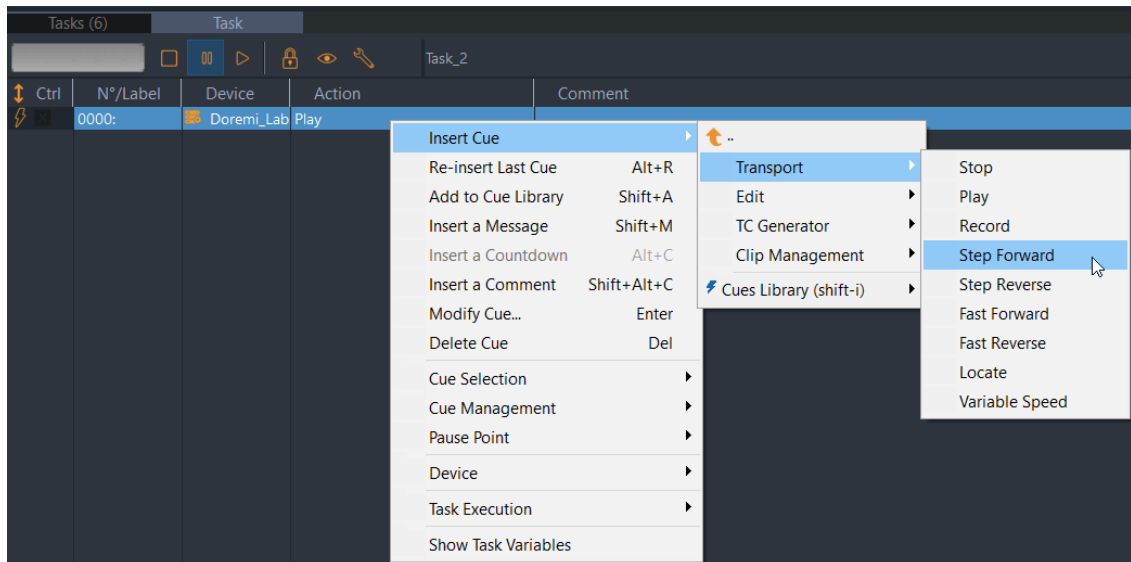 Tasks (6) Task
Task_2
Ctrl N°/Label Device Action Comment
0000: Doremi_Lab Play
Insert Cue
Re-insert Last Cue Alt+R
Add to Cue Library Shift+A
Insert a Message Shift+M
Insert a Countdown Alt+C
Insert a Comment Shift+Alt+C
Modify Cue... Enter
Delete Cue Del
Cue Selection
Cue Management
Pause Point
Device
Task Execution
Show Task Variables
..
Transport
Edit
TC Generator
Clip Management
Cues Library (shift-i)
Stop
Play
Record
Step Forward
Step Reverse
Fast Forward
Fast Reverse
Locate
Variable Speed